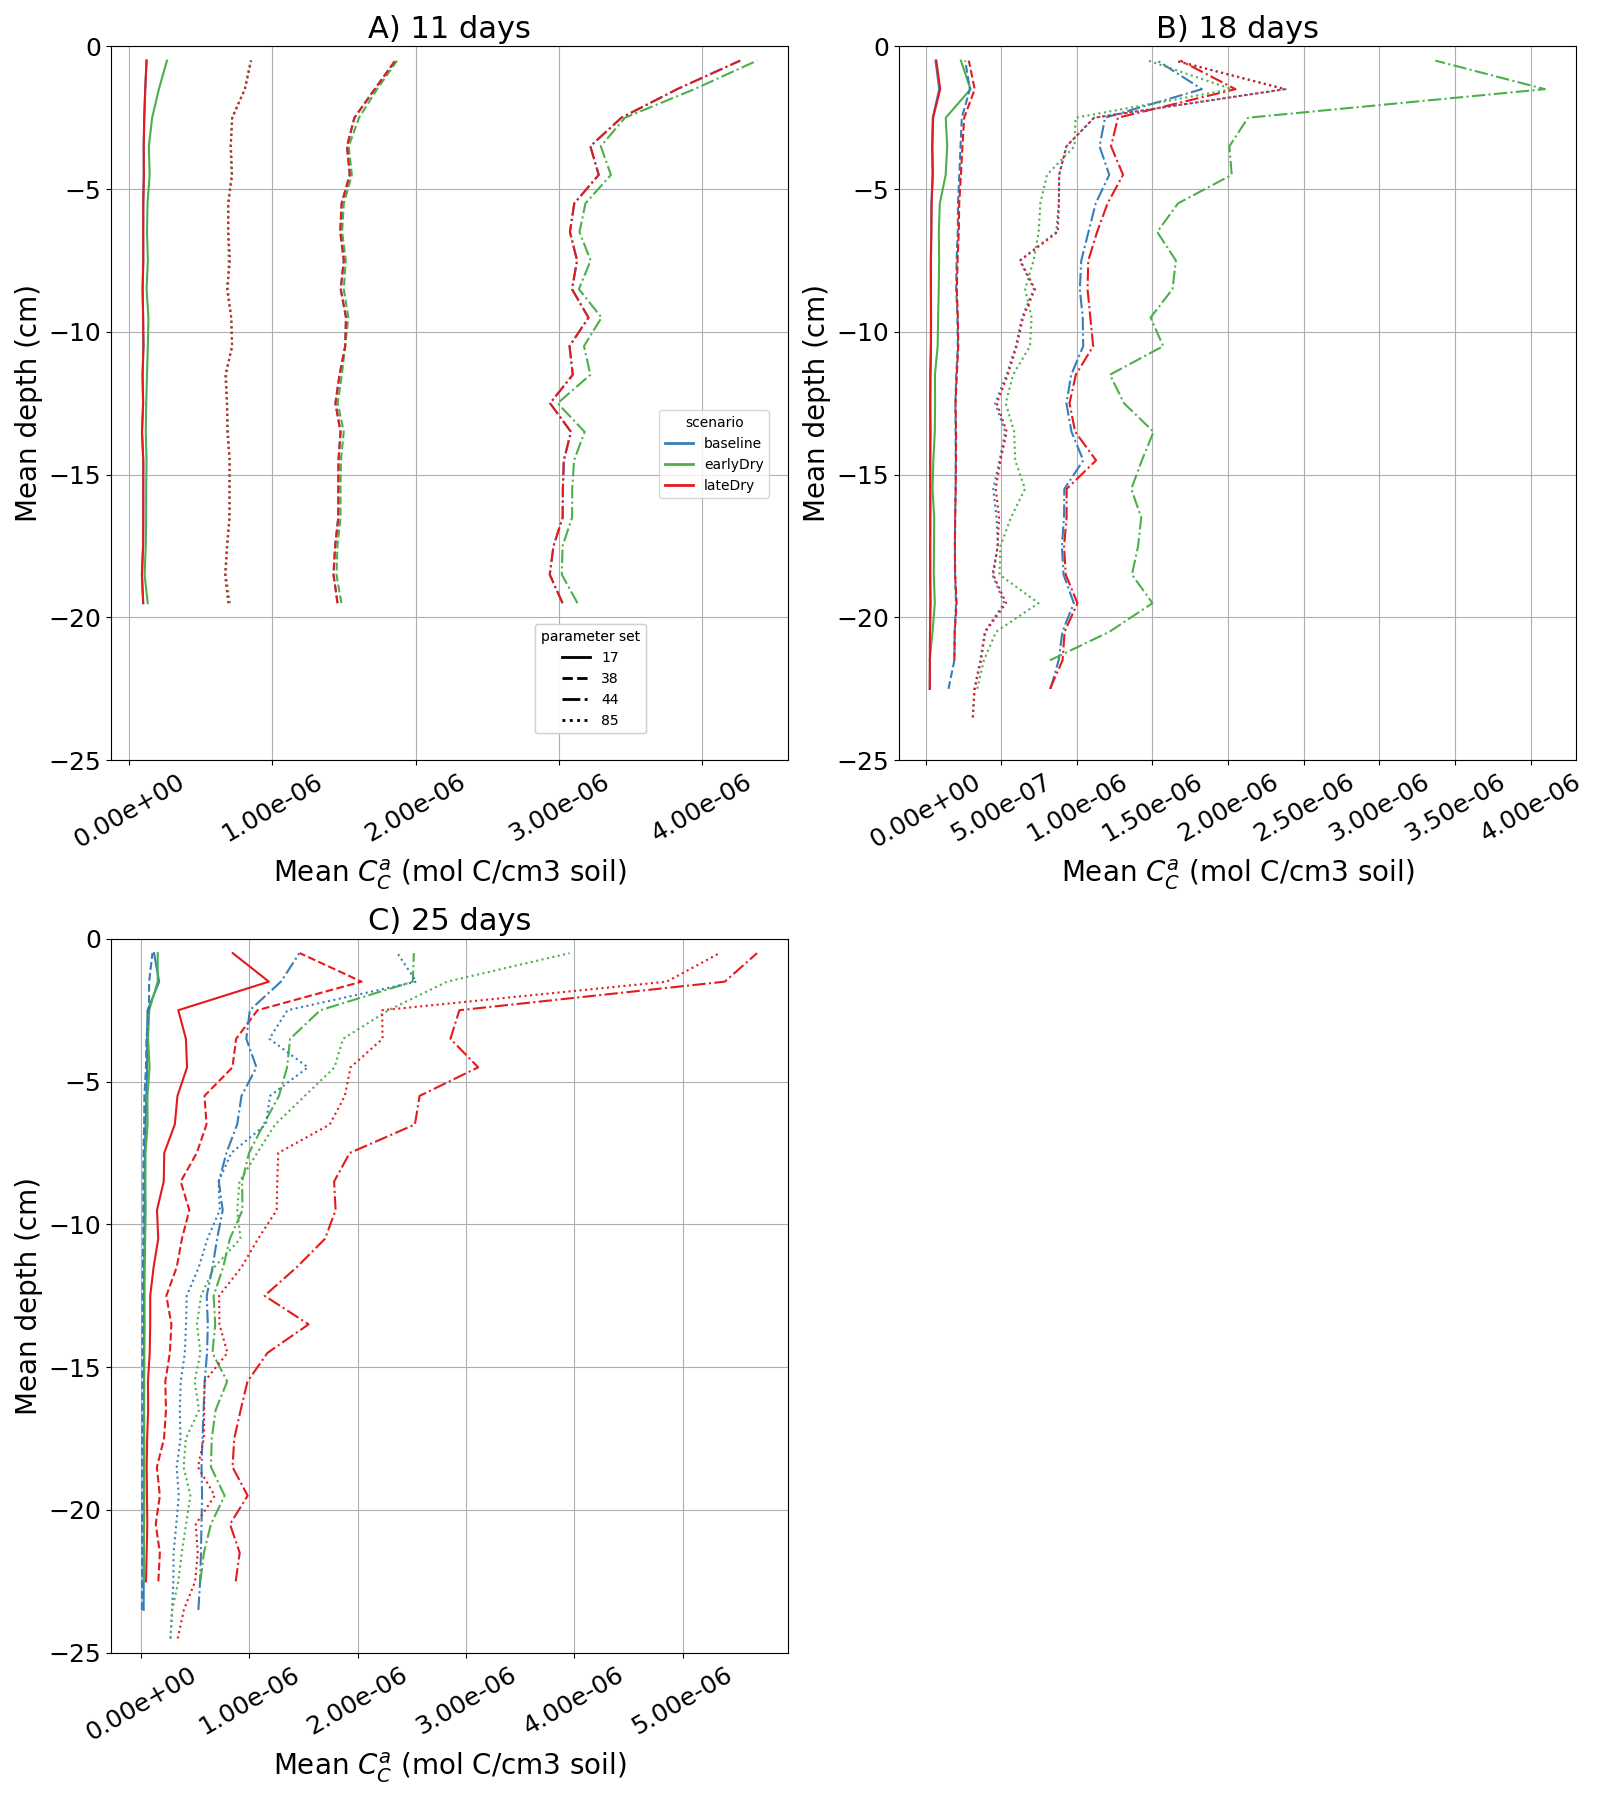 A) 11 days
0
−5
−10
−15
−20
−25
Mean depth (cm)
scenario
baseline
earlyDry
lateDry
parameter set
17
38
44
85
0.00e+00
1.00e-06
2.00e-06
3.00e-06
4.00e-06
Mean C_C^a (mol C/cm3 soil)
B) 18 days
0
−5
−10
−15
−20
−25
Mean depth (cm)
0.00e+00
5.00e-07
1.00e-06
1.50e-06
2.00e-06
2.50e-06
3.00e-06
3.50e-06
4.00e-06
Mean C_C^a (mol C/cm3 soil)
C) 25 days
0
−5
−10
−15
−20
−25
Mean depth (cm)
0.00e+00
1.00e-06
2.00e-06
3.00e-06
4.00e-06
5.00e-06
Mean C_C^a (mol C/cm3 soil)